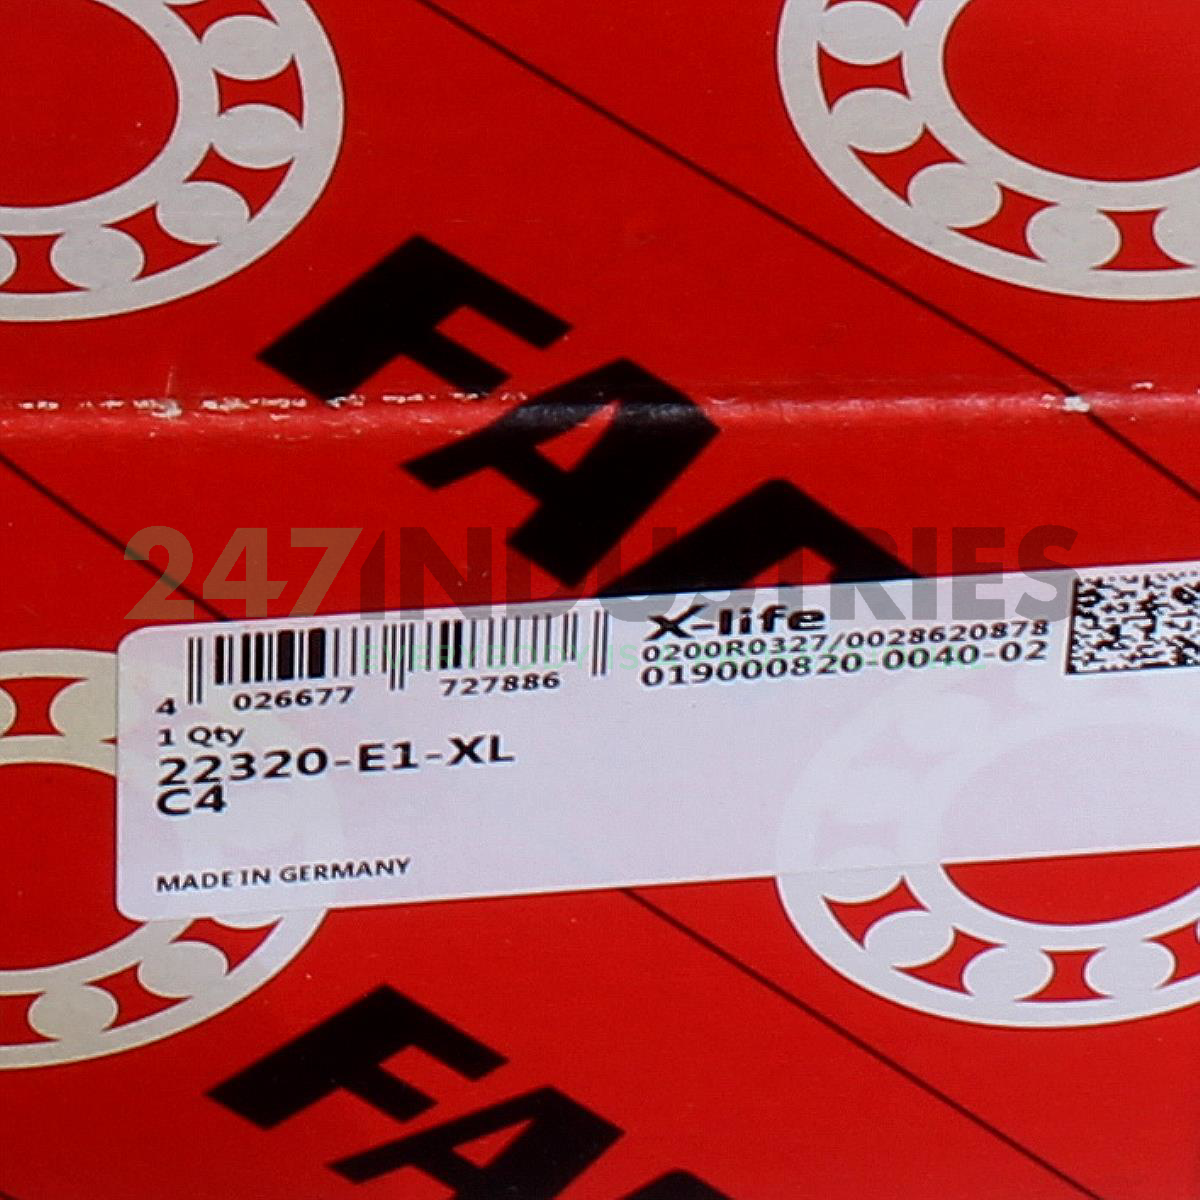 FAG
247INDUSTRIES
X-life
0200R0327/0028620878
019000820-0040-02
4 026677 727886
1 Qty
22320-E1-XL
C4
MADE IN GERMANY
FA